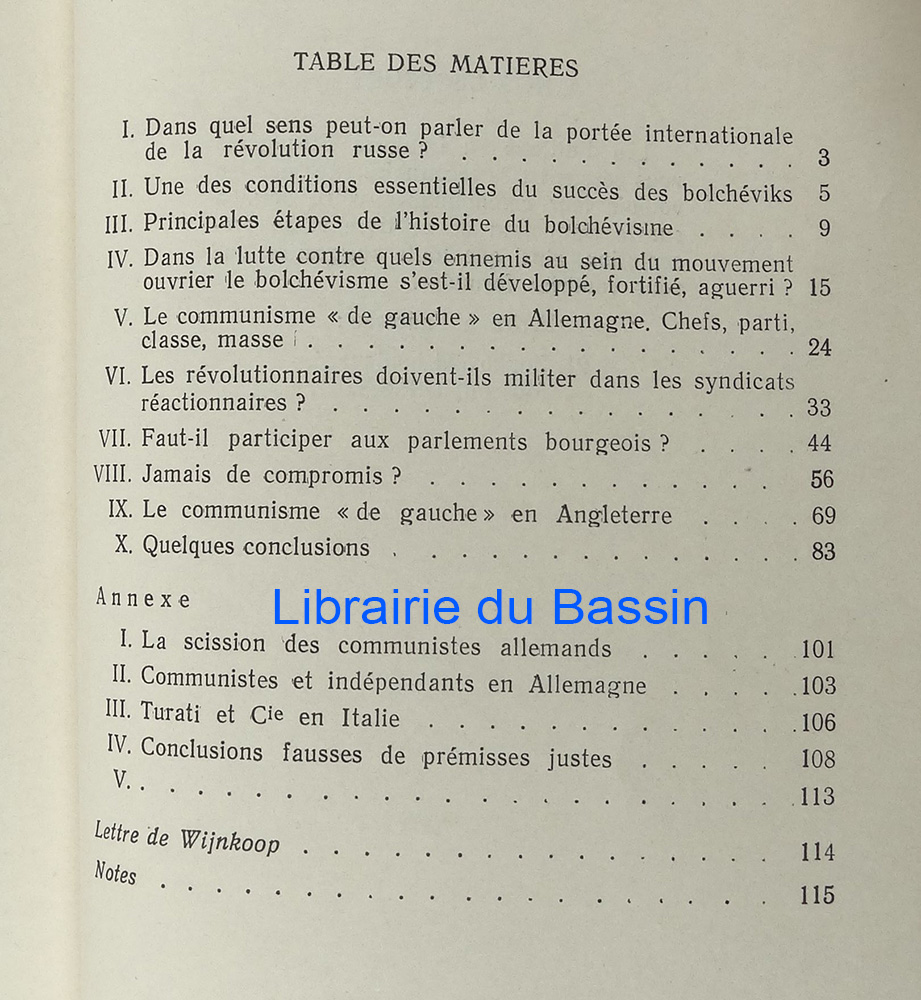 TABLE DES MATIERES
I. Dans quel sens peut-on parler de la portée internationale
de la révolution russe ? . . . . . . . . . . . . 3
II. Une des conditions essentielles du succès des bolchéviks 5
III. Principales étapes de l'histoire du bolchévisme . . . . 9
IV. Dans la lutte contre quels ennemis au sein du mouvement
ouvrier le bolchévisme s'est-il développé, fortifié, aguerri ? 15
V. Le communisme « de gauche » en Allemagne. Chefs, parti,
classe, masse . . . . . . . . . . . . . . . . . 24
VI. Les révolutionnaires doivent-ils militer dans les syndicats
réactionnaires ? . . . . . . . . . . . . . . . . 33
VII. Faut-il participer aux parlements bourgeois ? . . . . 44
VIII. Jamais de compromis ? . . . . . . . . . . . . 56
IX. Le communisme « de gauche » en Angleterre . . . . 69
X. Quelques conclusions . . . . . . . . . . . . . 83
Annexe
Librairie du Bassin
I. La scission des communistes allemands . . . . . 101
II. Communistes et indépendants en Allemagne . . . . 103
III. Turati et Cie en Italie . . . . . . . . . . . . 106
IV. Conclusions fausses de prémisses justes . . . . . 108
V. . . . . . . . . . . . . . . . . . . . . . . . 113
Lettre de Wijnkoop . . . . . . . . . . . . . . . 114
Notes . . . . . . . . . . . . . . . . . . . . . 115